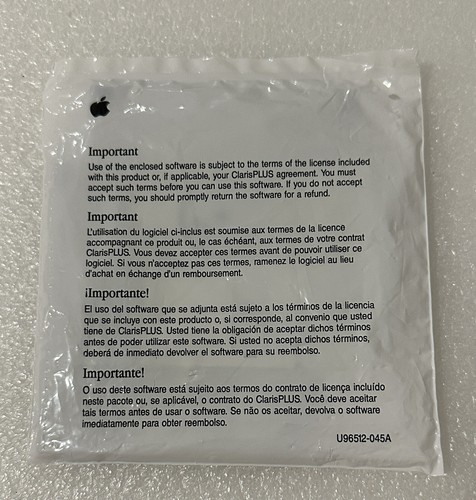 Important
Use of the enclosed software is subject to the terms of the license included
with this product or, if applicable, your ClarisPLUS agreement. You must
accept such terms before you can use this software. If you do not accept
such terms, you should promptly return the software for a refund.
Important
L'utilisation du logiciel ci-inclus est soumise aux termes de la licence
accompagnant ce produit ou, le cas échéant, aux termes de votre contrat
ClarisPLUS. Vous devez accepter ces termes avant de pouvoir utiliser ce
logiciel. Si vous n'acceptez pas ces termes, ramenez le logiciel au lieu
d'achat en échange d'un remboursement.
¡Importante!
El uso del software que se adjunta está sujeto a los términos de la licencia
que se incluye con este producto o, si corresponde, al convenio que usted
tiene de ClarisPLUS. Usted tiene la obligación de aceptar dichos términos
antes de poder utilizar este software. Si usted no acepta dichos términos,
deberá de inmediato devolver el software para su reembolso.
Importante!
O uso deste software está sujeito aos termos do contrato de licença incluído
neste pacote ou, se aplicável, o contrato do ClarisPLUS. Você deve aceitar
tais termos antes de usar o software. Se não os aceitar, devolva o software
imediatamente para obter reembolso.
U96512-045A